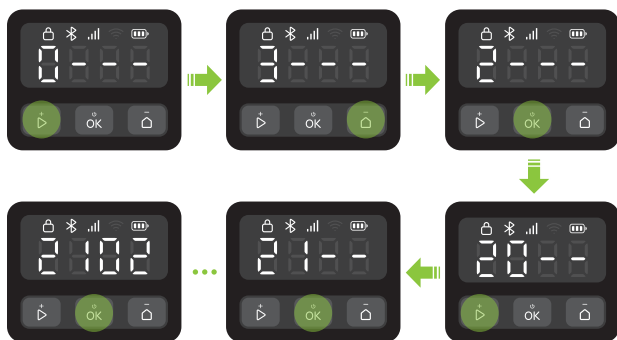 0---
+ OK −
3---
+ OK −
2---
+ OK −
20--
+ OK −
21--
+ OK −
2102
+ OK −